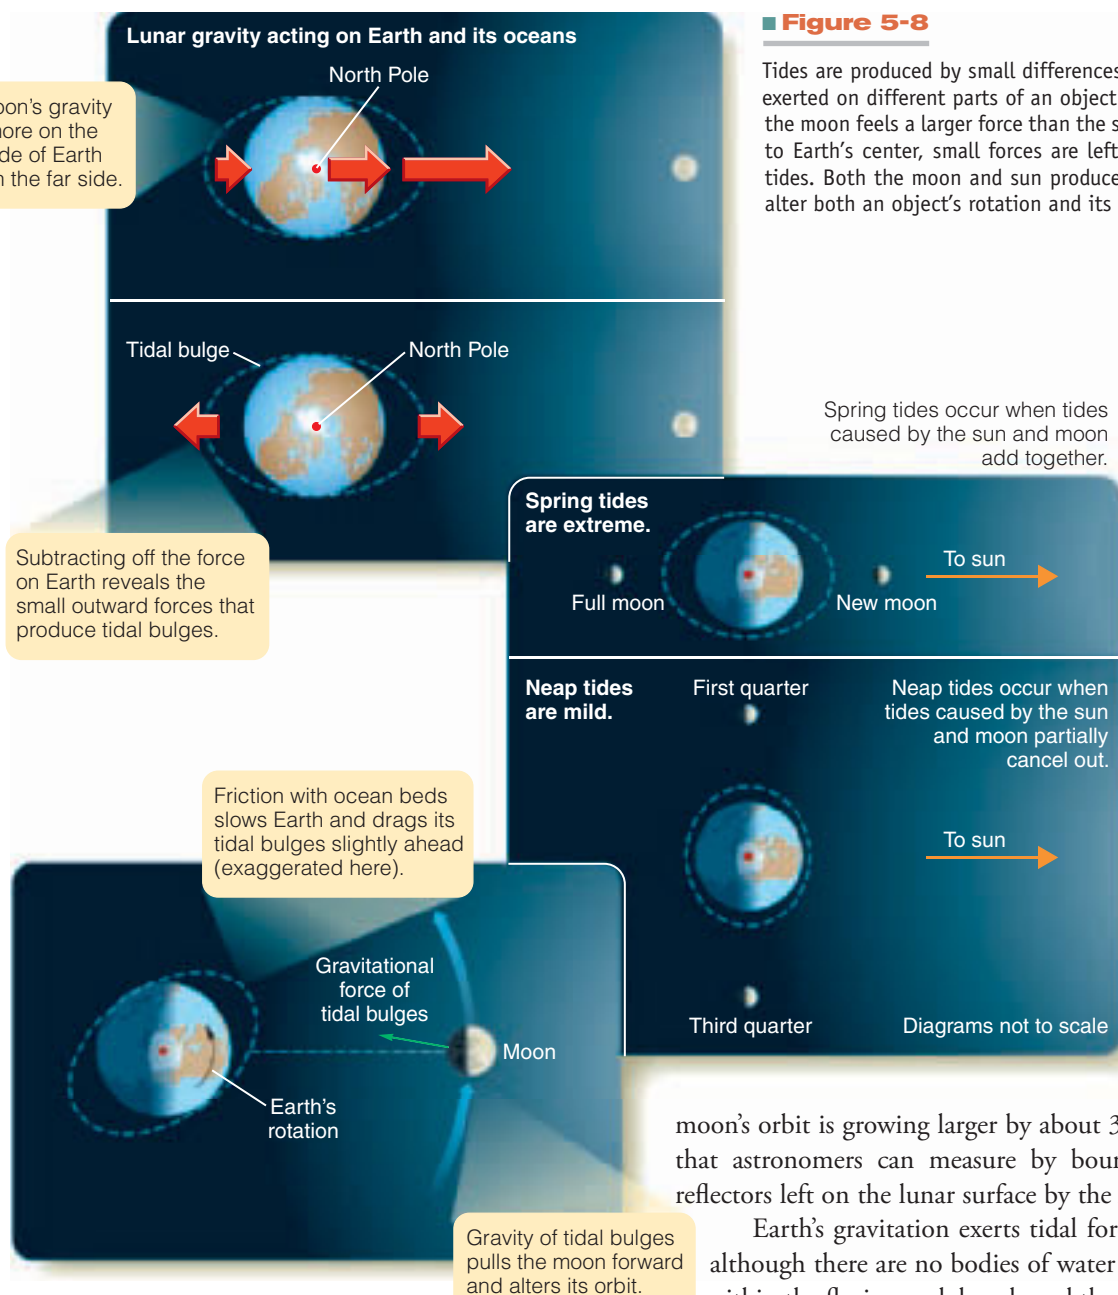 Lunar gravity acting on Earth and its oceans
North Pole
oon's gravity
more on the
de of Earth
n the far side.
Figure 5-8
Tides are produced by small differences
exerted on different parts of an object
the moon feels a larger force than the s
to Earth's center, small forces are left
tides. Both the moon and sun produce
alter both an object's rotation and its
Tidal bulge
North Pole
Subtracting off the force
on Earth reveals the
small outward forces that
produce tidal bulges.
Spring tides occur when tides
caused by the sun and moon
add together.
Spring tides
are extreme.
Full moon
New moon
To sun
Neap tides
are mild.
First quarter
Neap tides occur when
tides caused by the sun
and moon partially
cancel out.
To sun
Third quarter
Diagrams not to scale
Friction with ocean beds
slows Earth and drags its
tidal bulges slightly ahead
(exaggerated here).
Gravitational
force of
tidal bulges
Moon
Earth's
rotation
Gravity of tidal bulges
pulls the moon forward
and alters its orbit.
moon's orbit is growing larger by about 3
that astronomers can measure by boun
reflectors left on the lunar surface by the
Earth's gravitation exerts tidal for
although there are no bodies of water